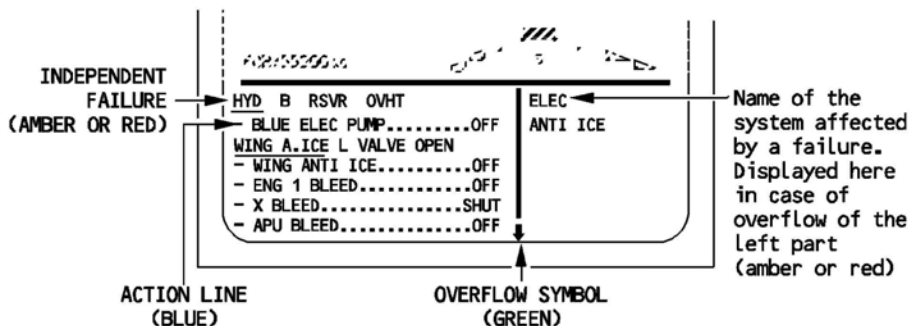 INDEPENDENT
FAILURE
(AMBER OR RED)
HYD B RSVR OVHT
- BLUE ELEC PUMP.........OFF
WING A.ICE L VALVE OPEN
- WING ANTI ICE............OFF
- ENG 1 BLEED..............OFF
- X BLEED.................SHUT
- APU BLEED................OFF
ELEC
ANTI ICE
Name of the
system affected
by a failure.
Displayed here
in case of
overflow of the
left part
(amber or red)
ACTION LINE
(BLUE)
OVERFLOW SYMBOL
(GREEN)